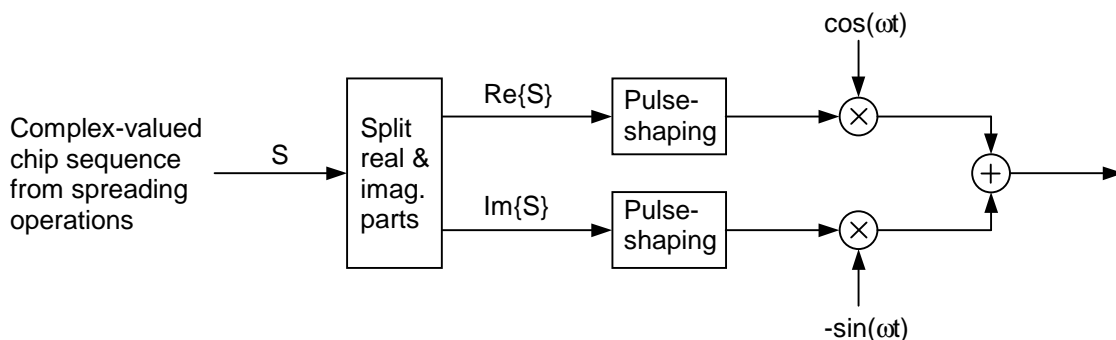 Complex-valued
chip sequence
from spreading
operations
S
Split
real &
imag.
parts
Re{S}
Im{S}
Pulse-
shaping
Pulse-
shaping
cos(ωt)
-sin(ωt)